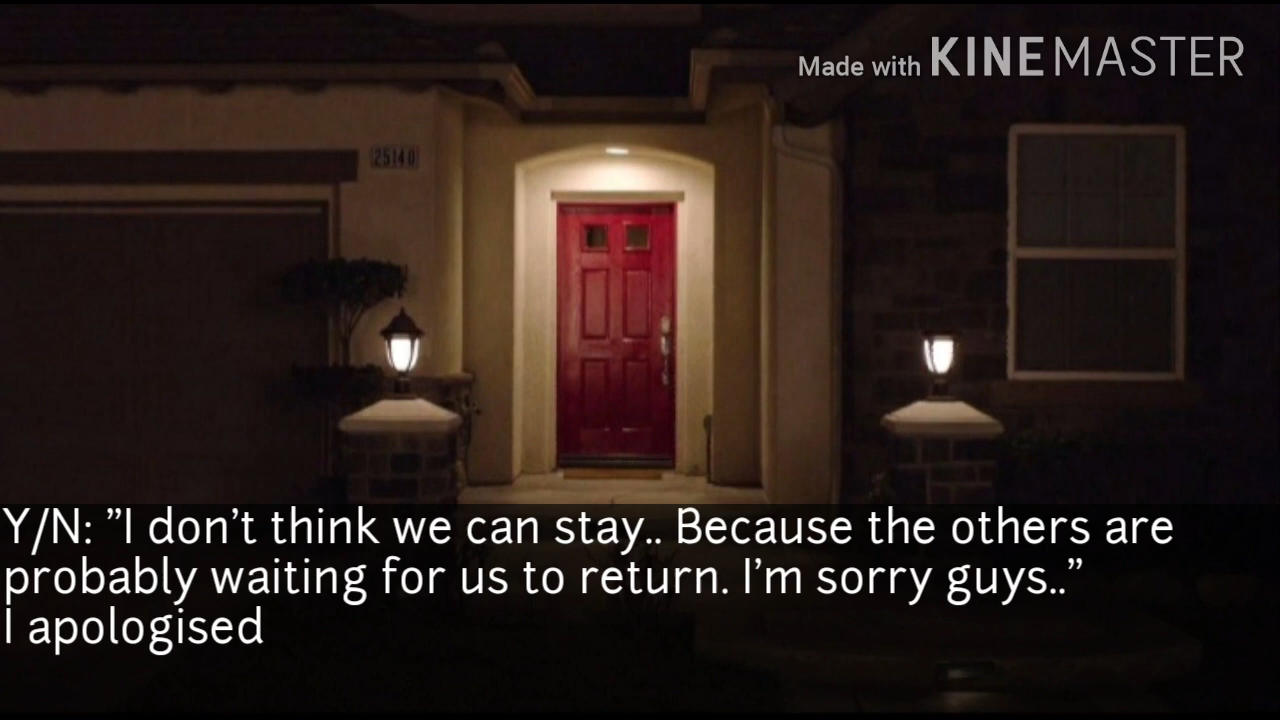 Made with KINEMASTER
25140
Y/N: ”I don’t think we can stay.. Because the others are
probably waiting for us to return. I’m sorry guys..”
I apologised